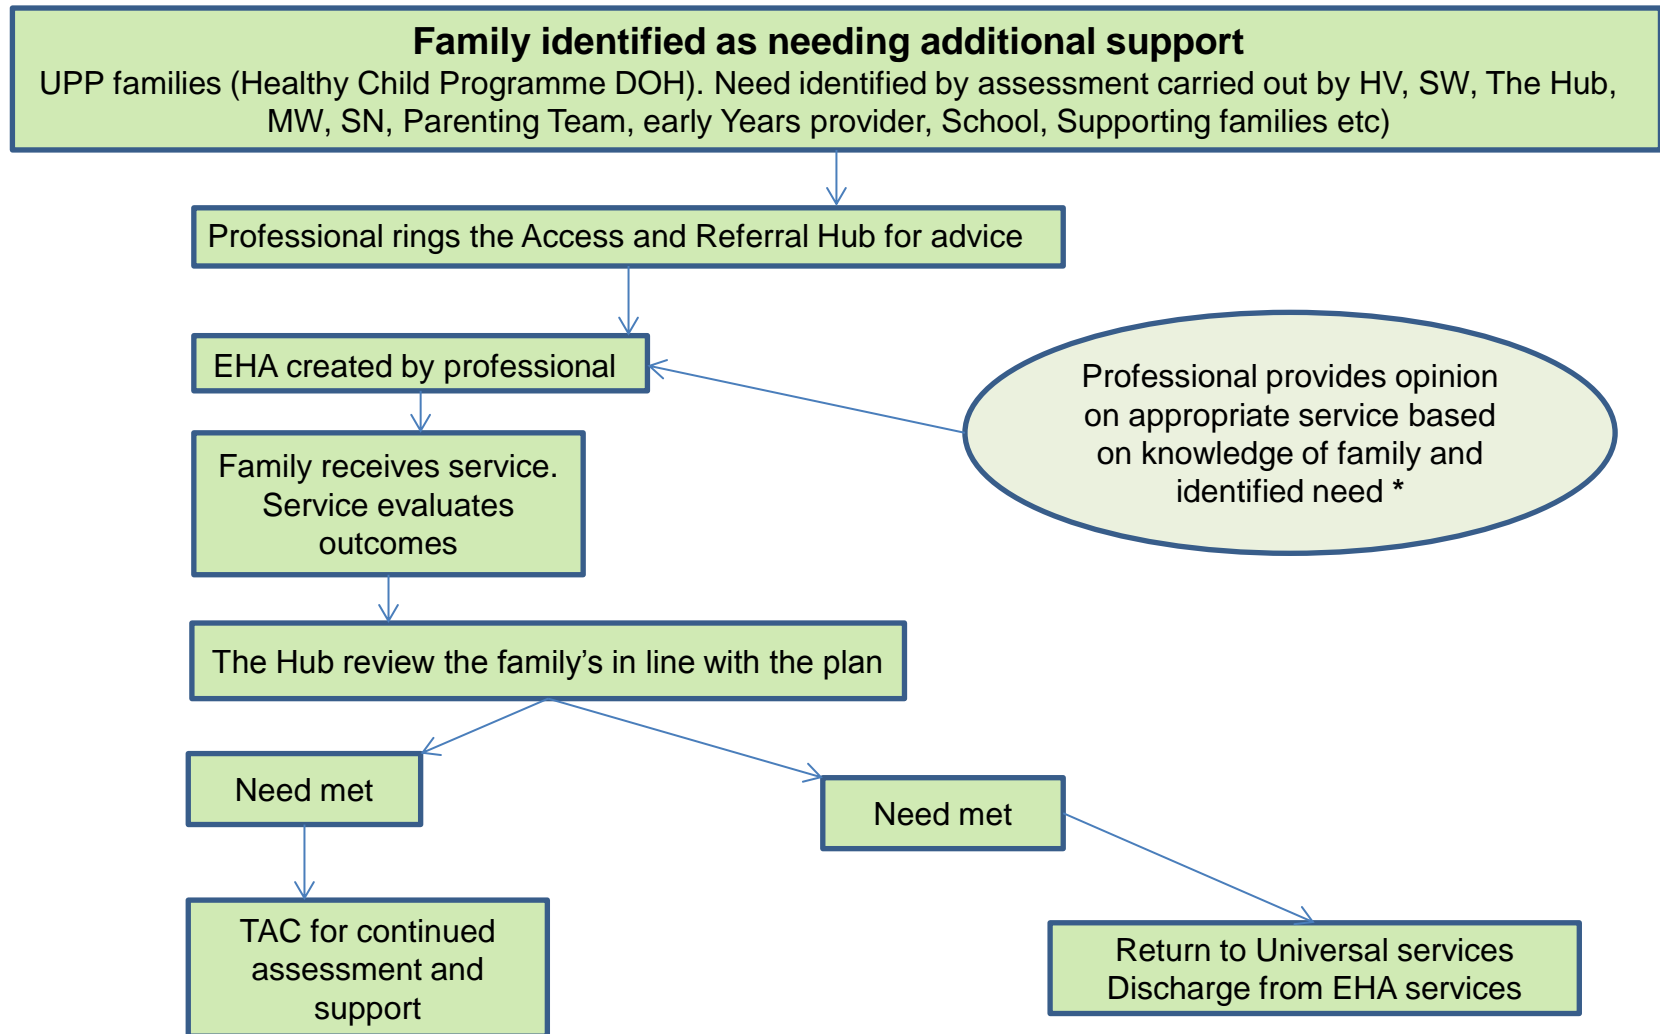 Family identified as needing additional support
UPP families (Healthy Child Programme DOH). Need identified by assessment carried out by HV, SW, The Hub,
MW, SN, Parenting Team, early Years provider, School, Supporting families etc)
Professional rings the Access and Referral Hub for advice
EHA created by professional
Professional provides opinion
on appropriate service based
on knowledge of family and
identified need *
Family receives service.
Service evaluates
outcomes
The Hub review the family’s in line with the plan
Need met
Need met
TAC for continued
assessment and
support
Return to Universal services
Discharge from EHA services